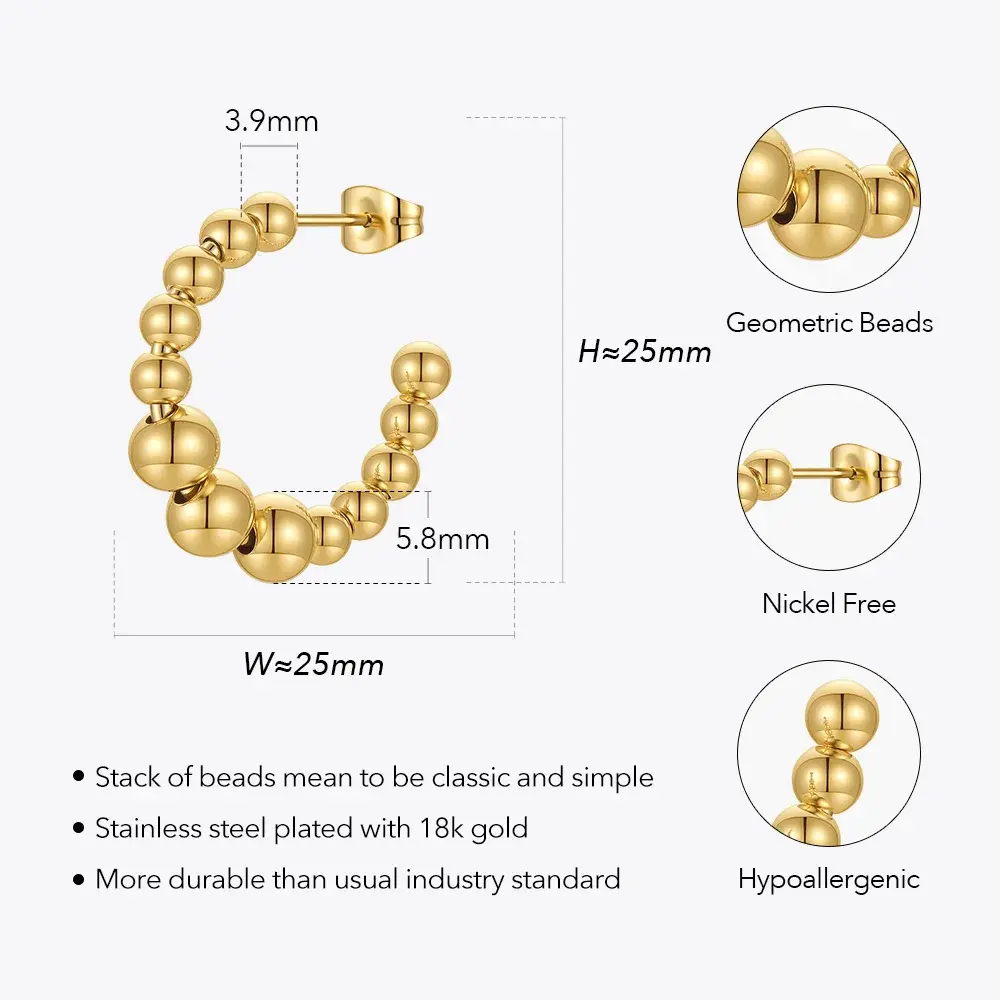 3.9mm
H≈25mm
5.8mm
W≈25mm
Geometric Beads
Nickel Free
Hypoallergenic
• Stack of beads mean to be classic and simple
• Stainless steel plated with 18k gold
• More durable than usual industry standard